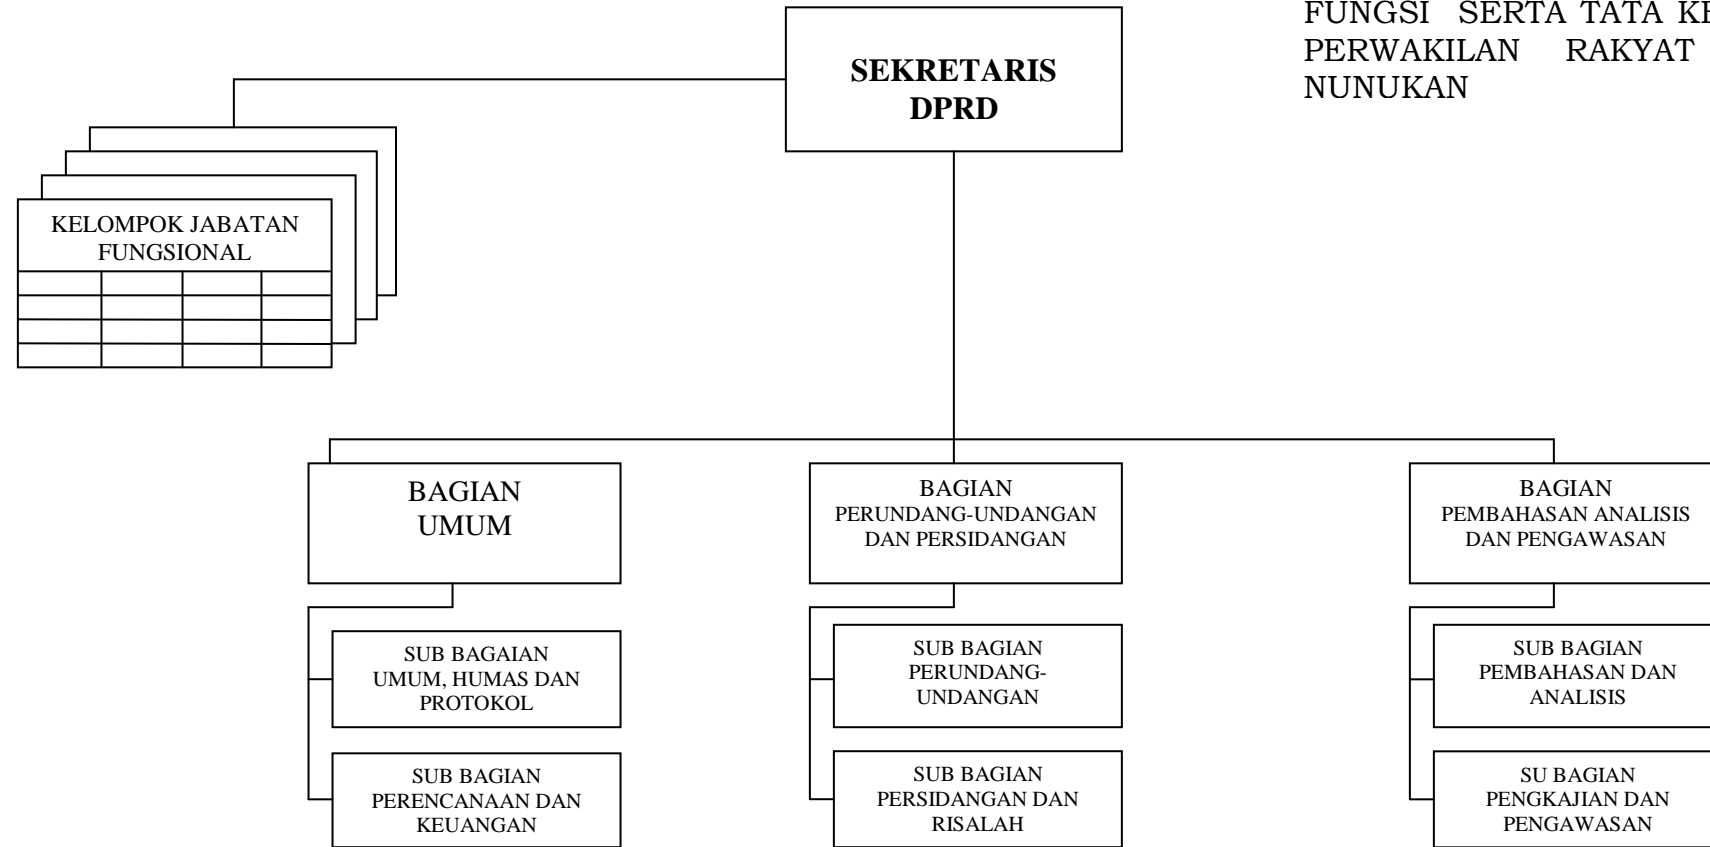 FUNGSI SERTA TATA
PERWAKILAN RAKYAT
NUNUKAN
SEKRETARIS
DPRD
KELOMPOK JABATAN
FUNGSIONAL
BAGIAN
UMUM
SUB BAGAIAN
UMUM, HUMAS DAN
PROTOKOL
SUB BAGIAN
PERENCANAAN DAN
KEUANGAN
BAGIAN
PERUNDANG-UNDANGAN
DAN PERSIDANGAN
SUB BAGIAN
PERUNDANG-
UNDANGAN
SUB BAGIAN
PERSIDANGAN DAN
RISALAH
BAGIAN
PEMBAHASAN ANALISIS
DAN PENGAWASAN
SUB BAGIAN
PEMBAHASAN DAN
ANALISIS
SU BAGIAN
PENGKAJIAN DAN
PENGAWASAN